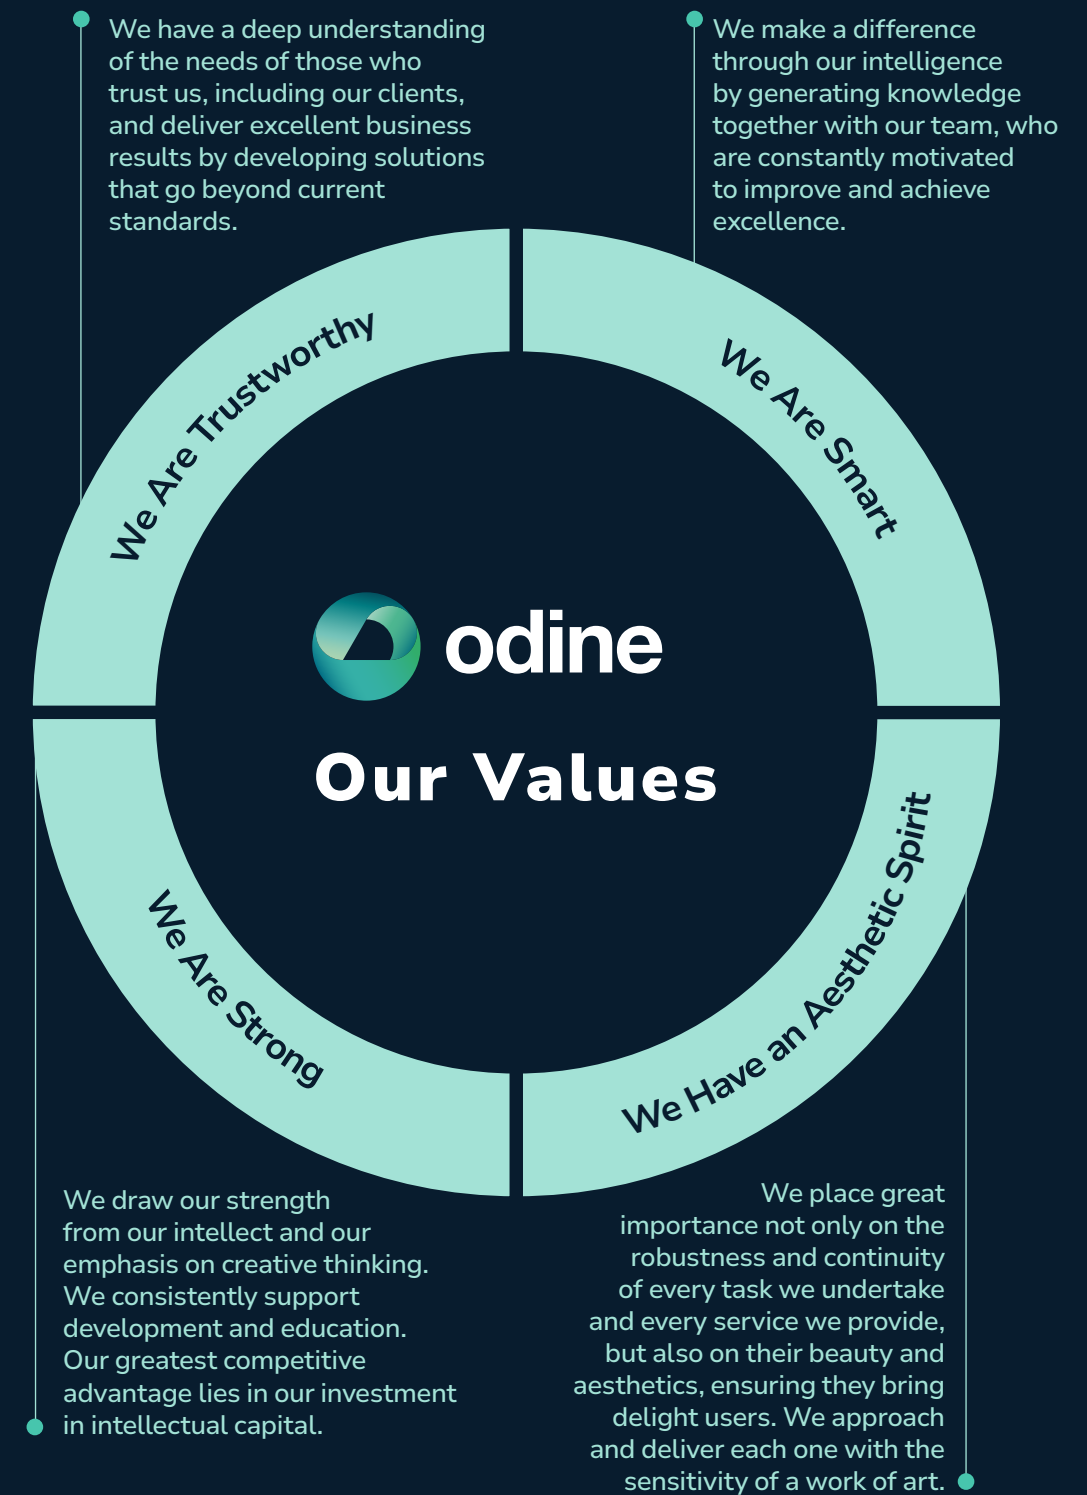 We have a deep understanding
of the needs of those who
trust us, including our clients,
and deliver excellent business
results by developing solutions
that go beyond current
standards.
We make a difference
through our intelligence
by generating knowledge
together with our team, who
are constantly motivated
to improve and achieve
excellence.
We Are Trustworthy
We Are Smart
odine
Our Values
We Are Strong
We Have an Aesthetic Spirit
We draw our strength
from our intellect and our
emphasis on creative thinking.
We consistently support
development and education.
Our greatest competitive
advantage lies in our investment
in intellectual capital.
We place great
importance not only on the
robustness and continuity
of every task we undertake
and every service we provide,
but also on their beauty and
aesthetics, ensuring they bring
delight users. We approach
and deliver each one with the
sensitivity of a work of art.